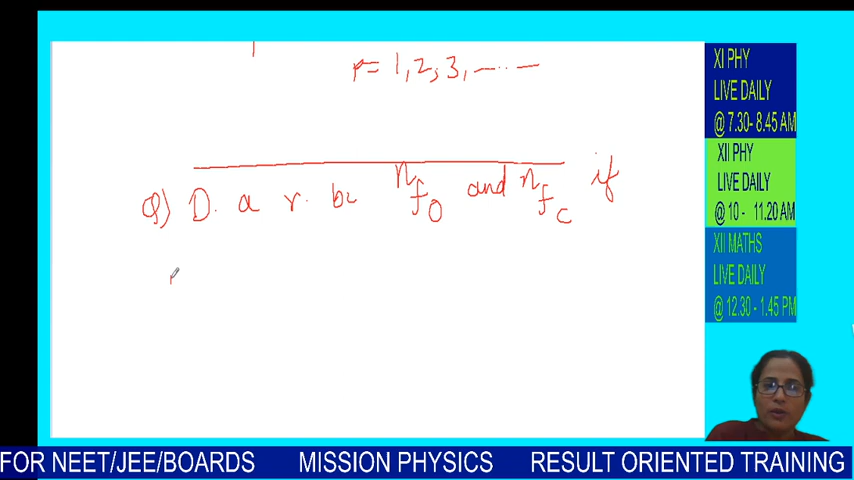 r = 1, 2, 3, ------
Q) D. a r. bc nfO and nfC if
XI PHY
LIVE DAILY
@ 7.30- 8.45 AM
XII PHY
LIVE DAILY
@ 10 - 11.20 AM
XII MATHS
LIVE DAILY
@ 12.30 - 1.45 PM
FOR NEET/JEE/BOARDS MISSION PHYSICS RESULT ORIENTED TRAINING